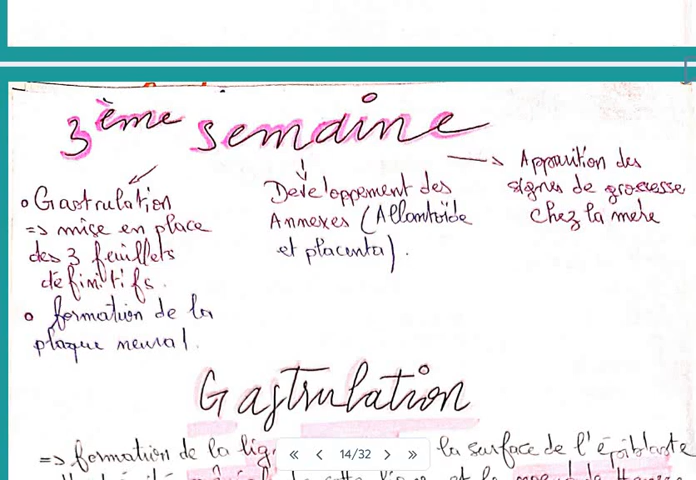 3ème semaine
• Gastrulation
=> mise en place
des 3 feuillets
définitifs.
• formation de la
plaque neural.
Développement des
Annexes (Allantoïde
et placenta).
Apparition des
signes de grossesse
chez la mère
Gastrulation
=> formation de la lig. la surface de l'épiblaste
14/32